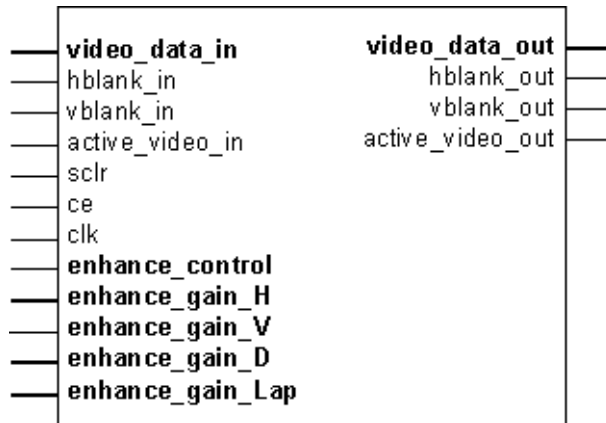 video_data_in video_data_out
hblank_in hblank_out
vblank_in vblank_out
active_video_in active_video_out
sclr
ce
clk
enhance_control
enhance_gain_H
enhance_gain_V
enhance_gain_D
enhance_gain_Lap